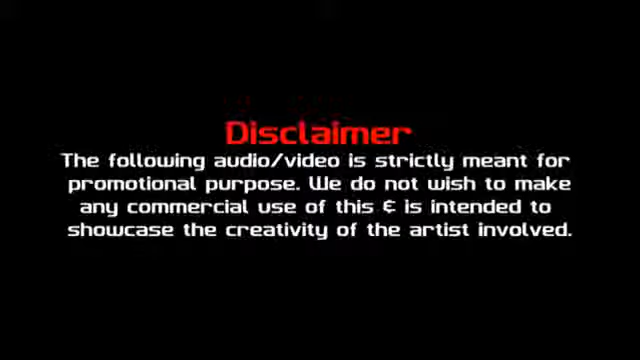 Disclaimer
The following audio/video is strictly meant for
promotional purpose. We do not wish to make
any commercial use of this & is intended to
showcase the creativity of the artist involved.